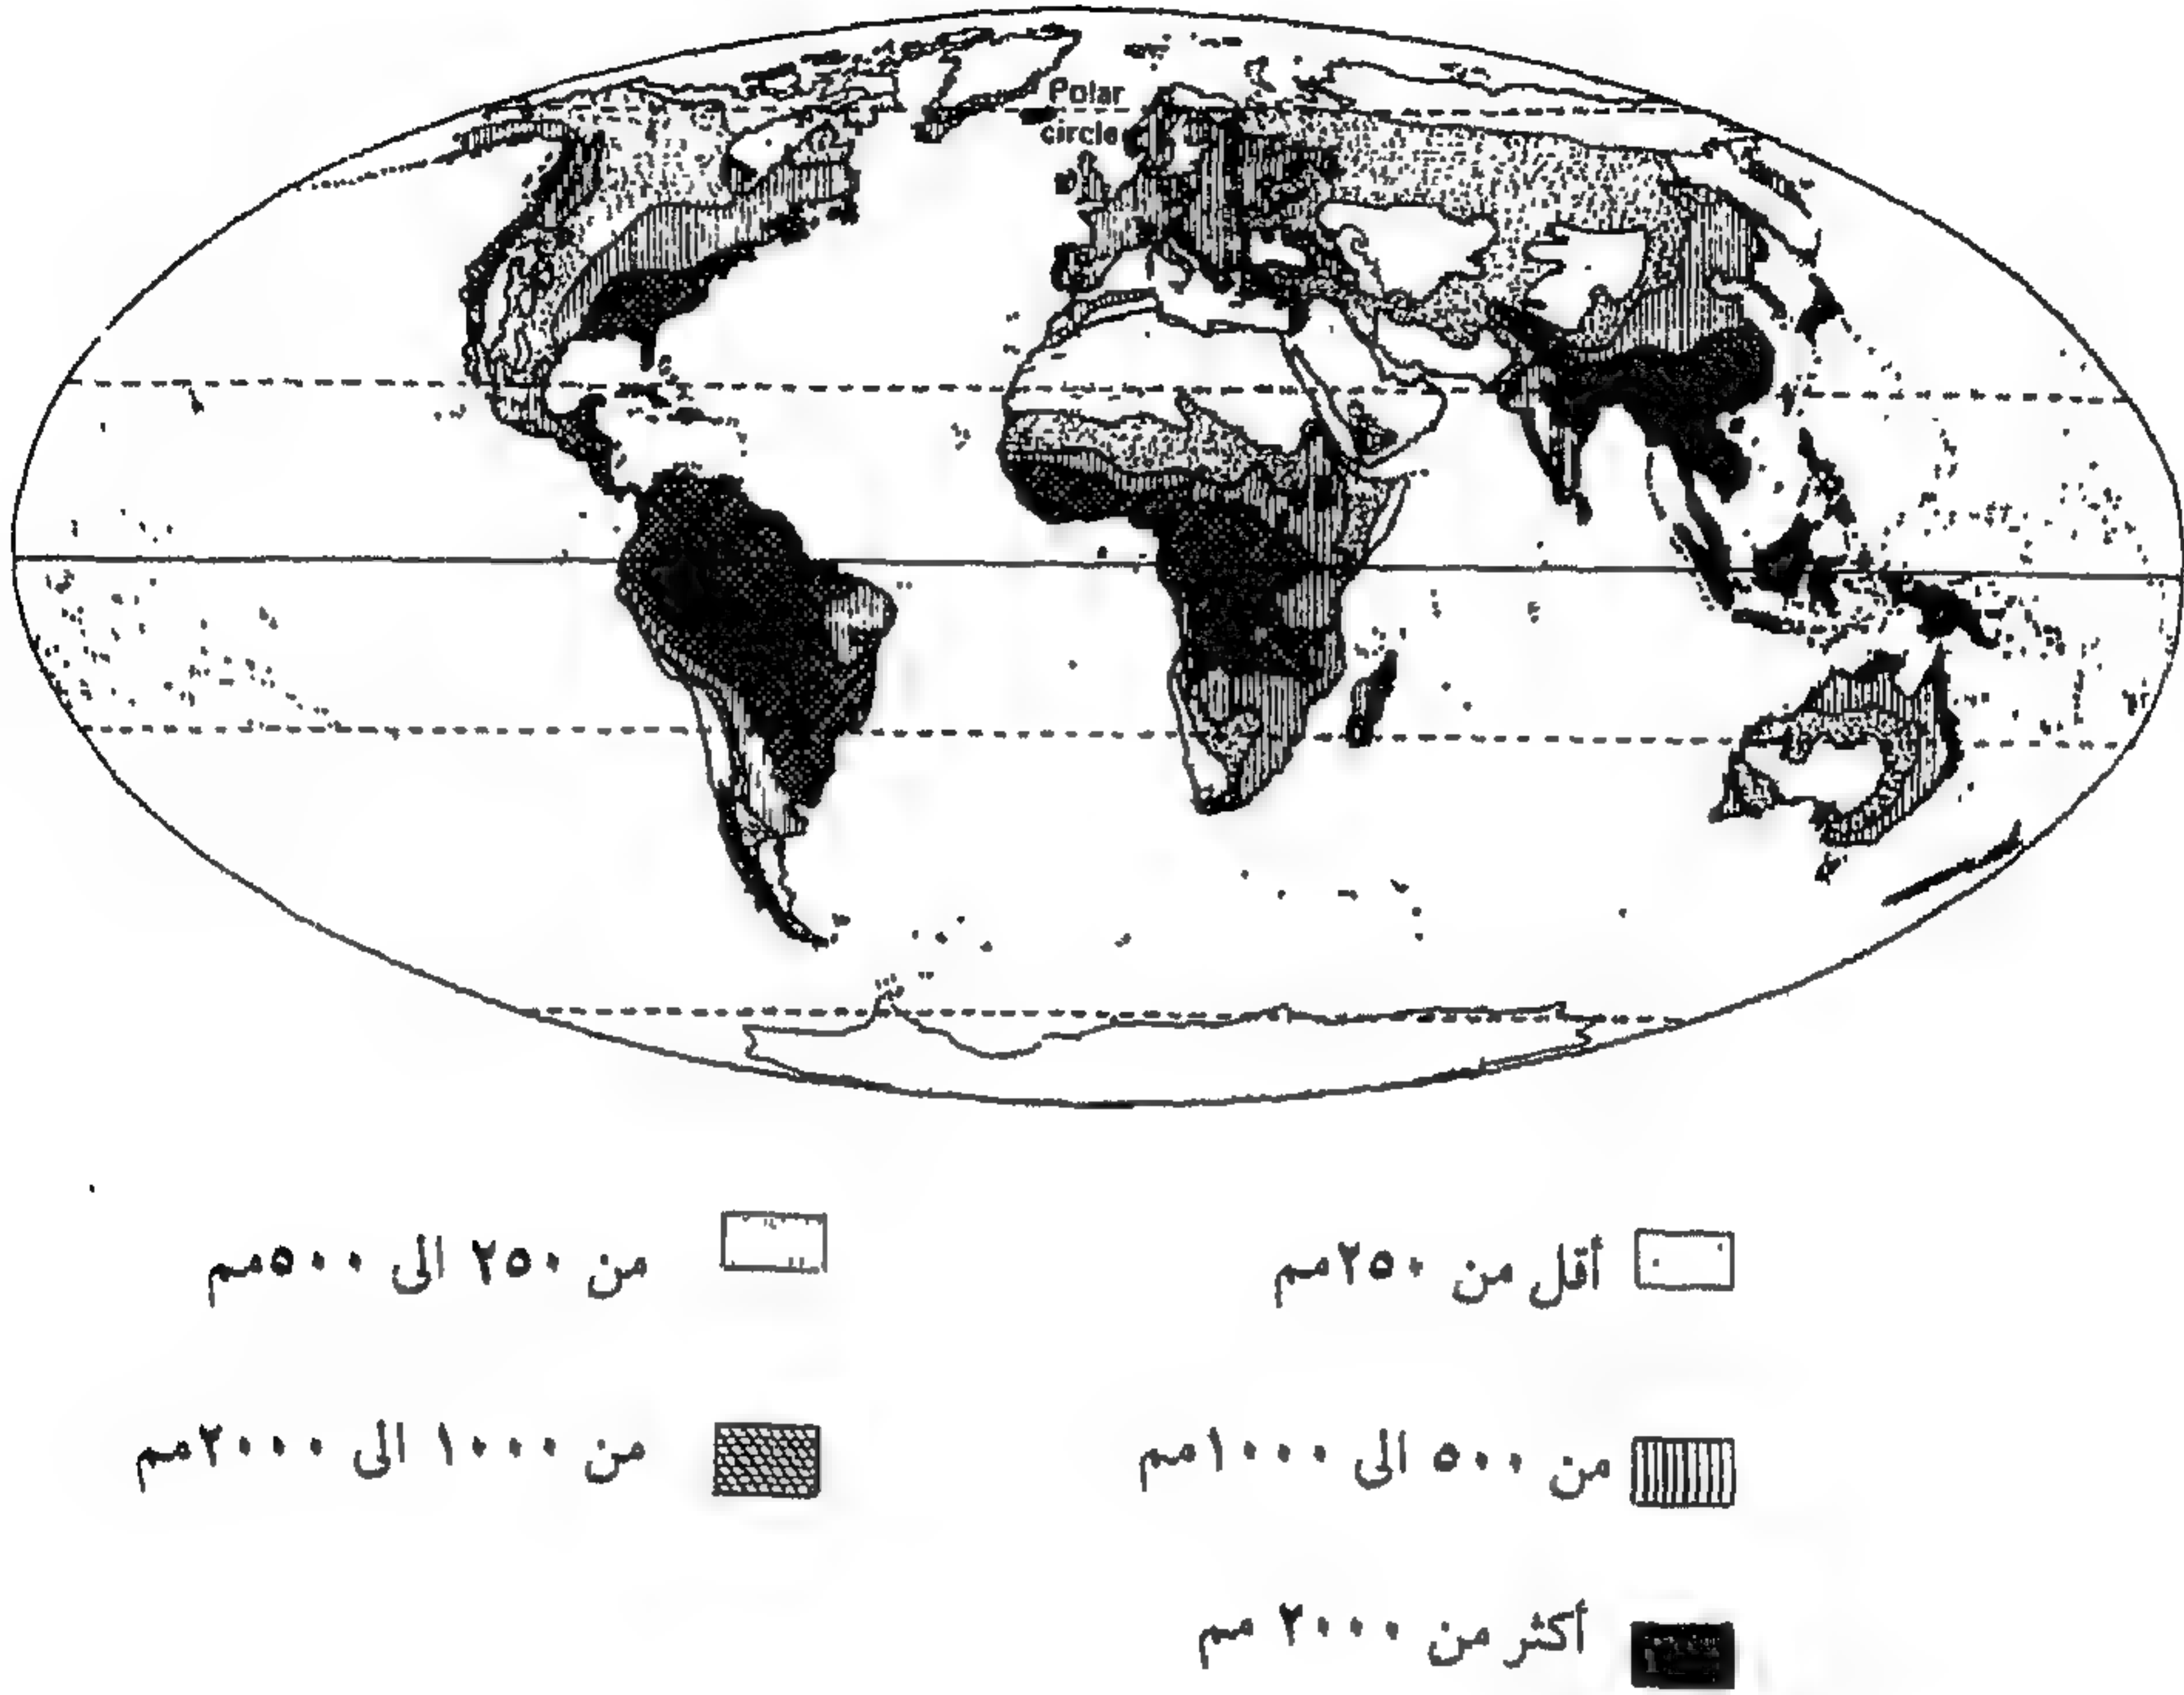 Polar
circle
أقل من ٢٥٠مم
من ٢٥٠ الى ٥٠٠مم
من ٥٠٠ الى ١٠٠٠مم
من ١٠٠٠ الى ٢٠٠٠مم
أكثر من ٢٠٠٠ مم